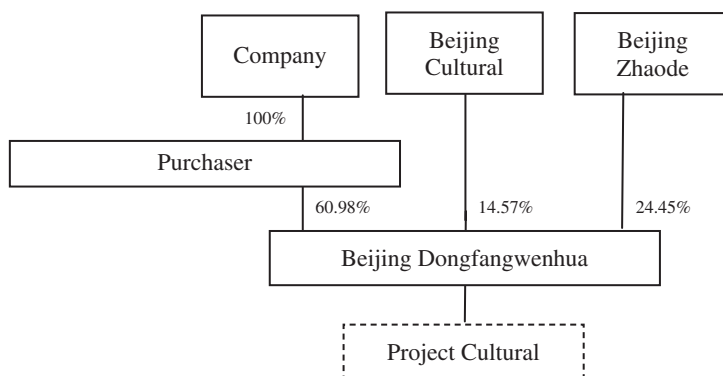 Company
Beijing
Cultural
Beijing
Zhaode
100%
Purchaser
60.98%
14.57%
24.45%
Beijing Dongfangwenhua
Project Cultural